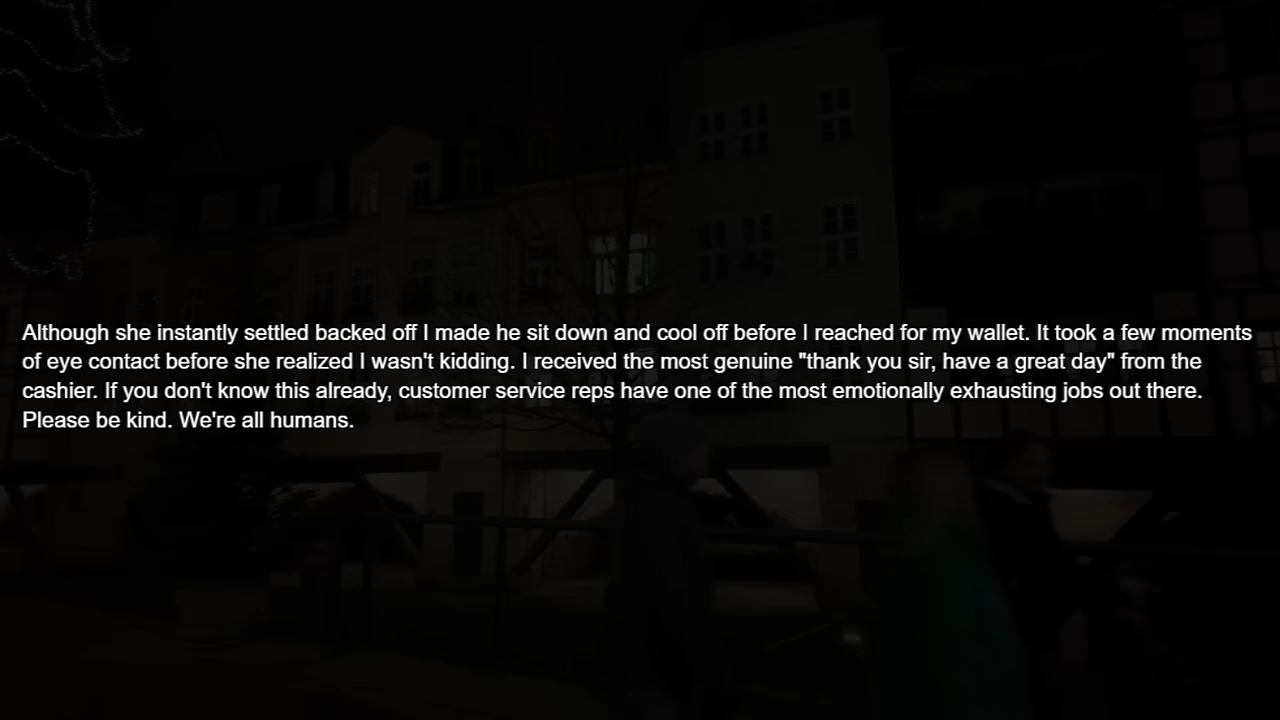 Although she instantly settled backed off I made he sit down and cool off before I reached for my wallet. It took a few moments
of eye contact before she realized I wasn't kidding. I received the most genuine "thank you sir, have a great day" from the
cashier. If you don't know this already, customer service reps have one of the most emotionally exhausting jobs out there.
Please be kind. We're all humans.